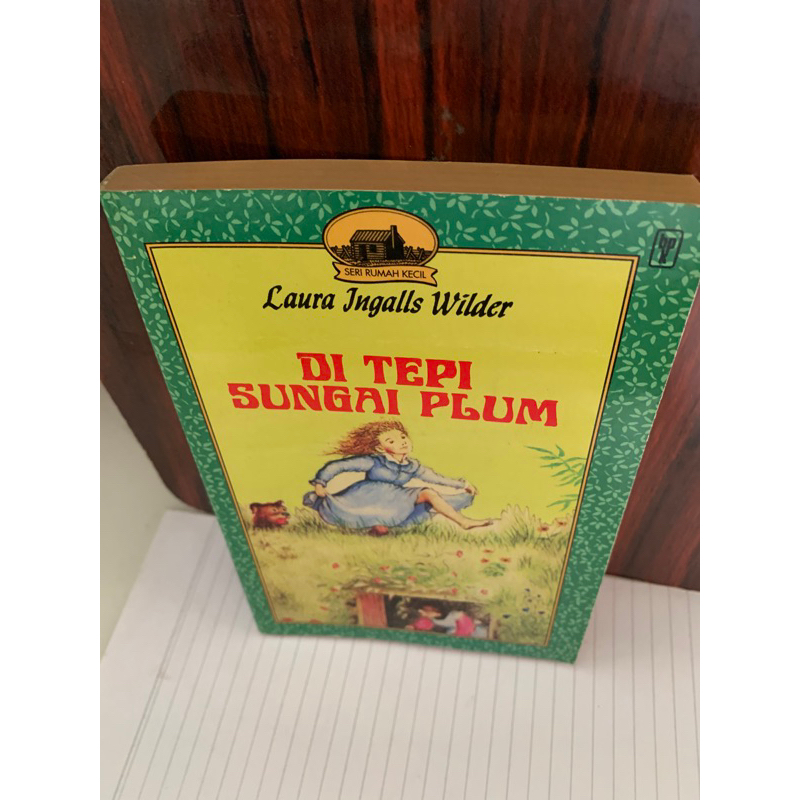 SERI RUMAH KECIL
Laura Ingalls Wilder
DI TEPI
SUNGAI PLUM